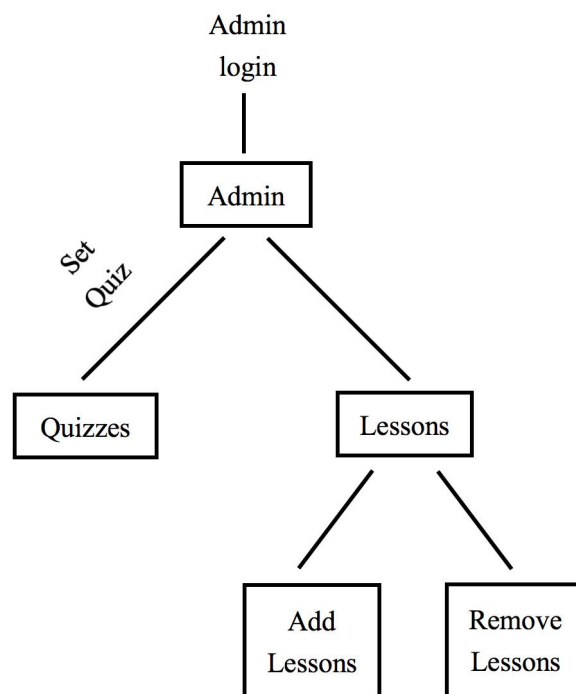 Admin
login
Admin
Set
Quiz
Quizzes
Lessons
Add
Lessons
Remove
Lessons